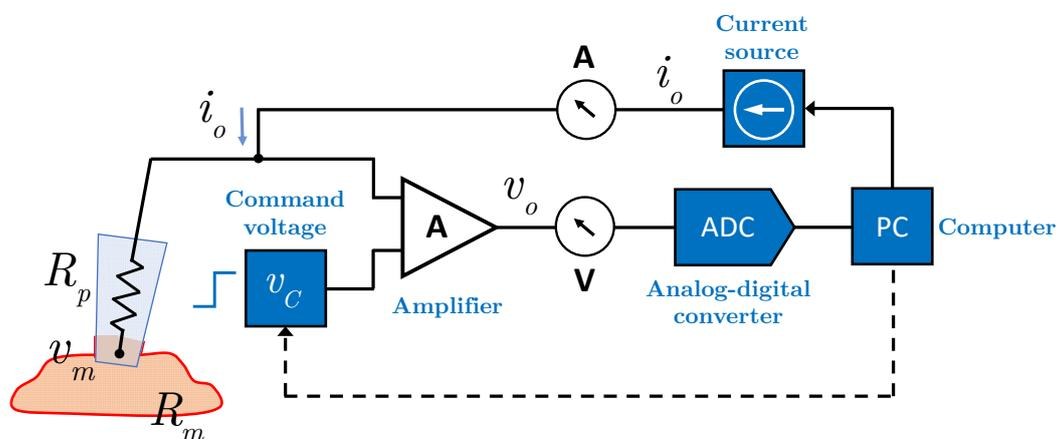 Current
source
A
i_o
i_o
Command
voltage
v_o
A
ADC
PC
Computer
R_p
v_C
V
Amplifier
Analog-digital
converter
v_m
R_m